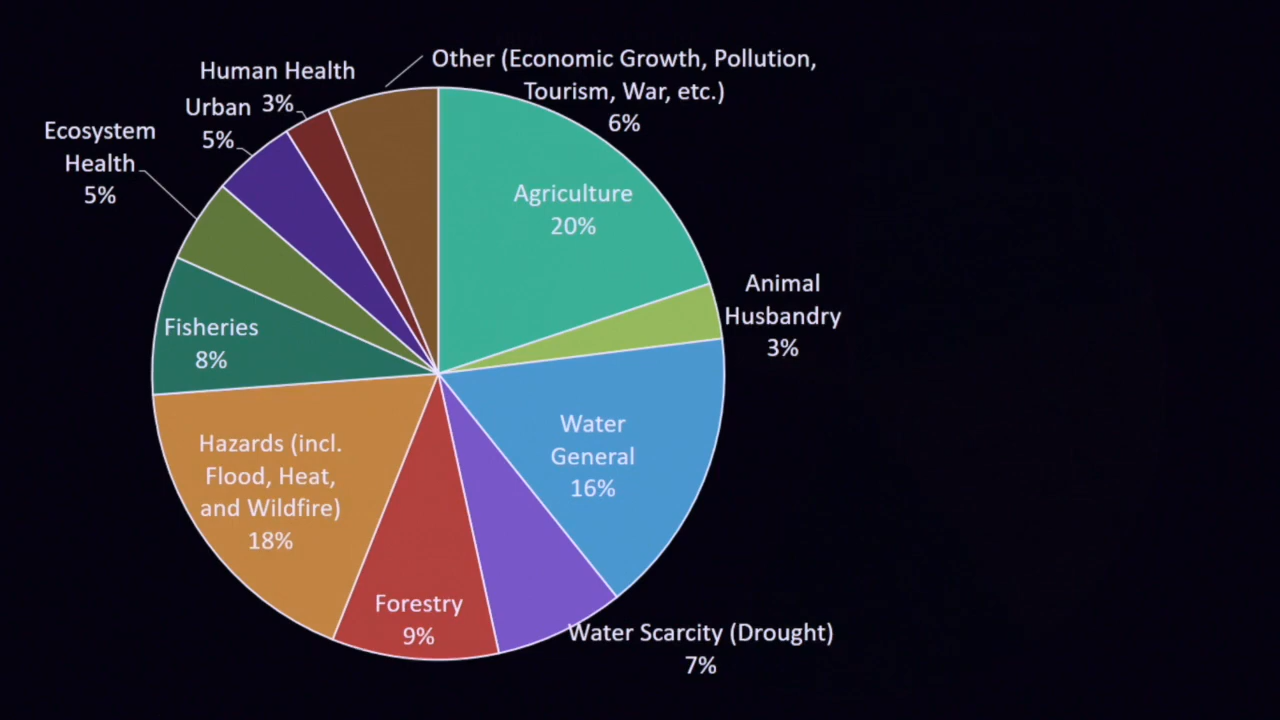 Other (Economic Growth, Pollution,
Tourism, War, etc.)
6%
Human Health
3%
Urban
5%
Ecosystem
Health
5%
Agriculture
20%
Animal
Husbandry
3%
Fisheries
8%
Water
General
16%
Hazards (incl.
Flood, Heat,
and Wildfire)
18%
Forestry
9%
Water Scarcity (Drought)
7%